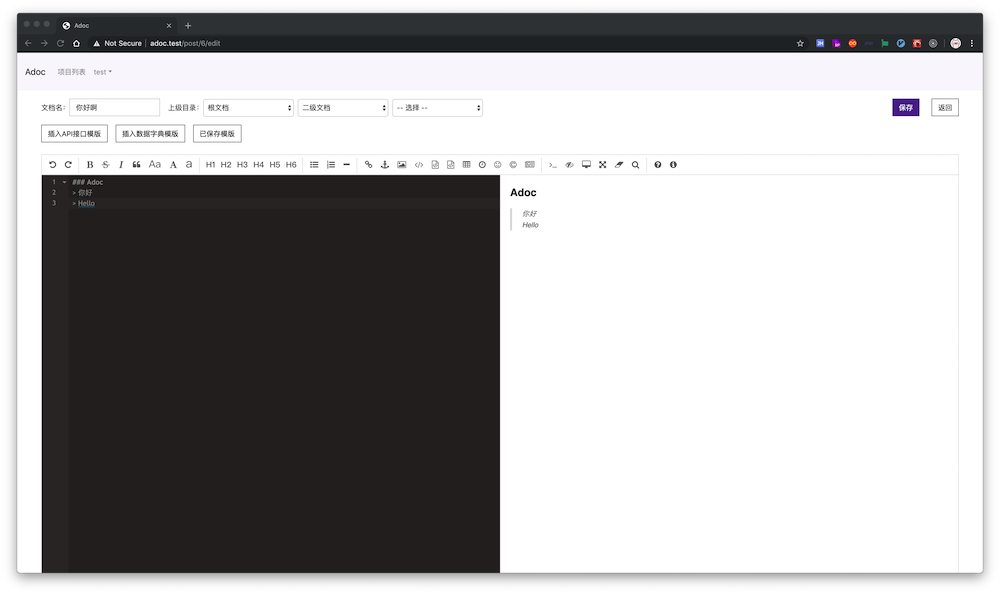 Adoc
Not Secure | adoc.test/post/6/edit
Adoc 项目列表 test
文档名: 你好啊 上级目录: 根文档 二级文档 -- 选择 -- 保存 返回
插入API接口模版 插入数据字典模版 已保存模版
B S I Aa A a H1 H2 H3 H4 H5 H6
1 ### Adoc
2 > 你好
3 > Hello
Adoc
你好
Hello